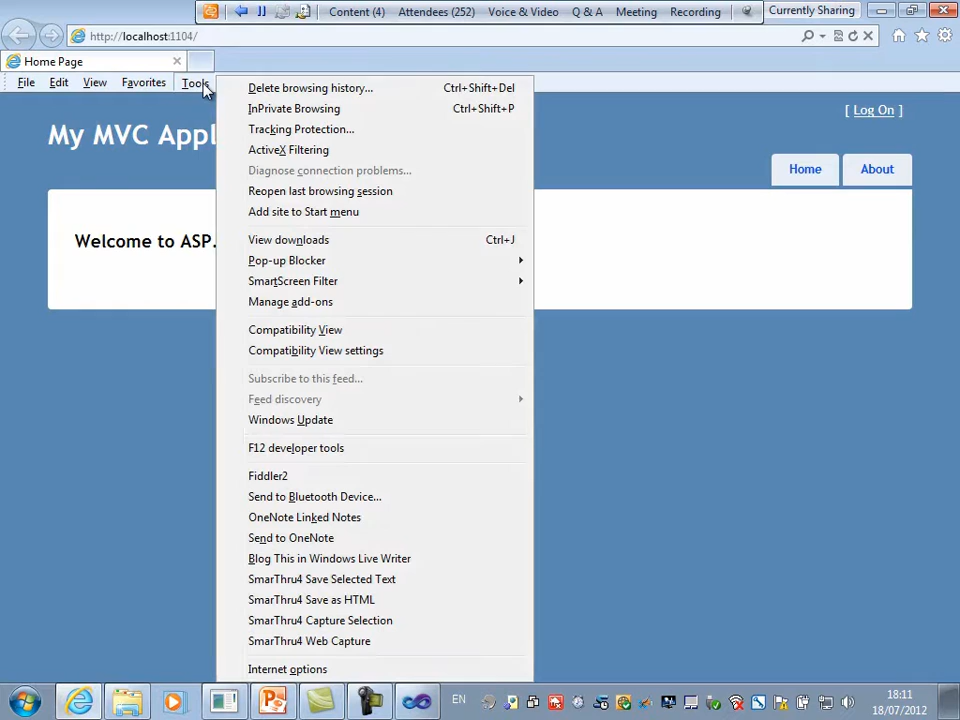 Content (4) Attendees (252) Voice & Video Q & A Meeting Recording Currently Sharing
http://localhost:1104/
Home Page
File Edit View Favorites Tools
Delete browsing history... Ctrl+Shift+Del
InPrivate Browsing Ctrl+Shift+P
Tracking Protection...
ActiveX Filtering
Diagnose connection problems...
Reopen last browsing session
Add site to Start menu
View downloads Ctrl+J
Pop-up Blocker
SmartScreen Filter
Manage add-ons
Compatibility View
Compatibility View settings
Subscribe to this feed...
Feed discovery
Windows Update
F12 developer tools
Fiddler2
Send to Bluetooth Device...
OneNote Linked Notes
Send to OneNote
Blog This in Windows Live Writer
SmarThru4 Save Selected Text
SmarThru4 Save as HTML
SmarThru4 Capture Selection
SmarThru4 Web Capture
Internet options
[ Log On ]
My MVC Appl
Home About
Welcome to ASP.
EN 18:11
18/07/2012